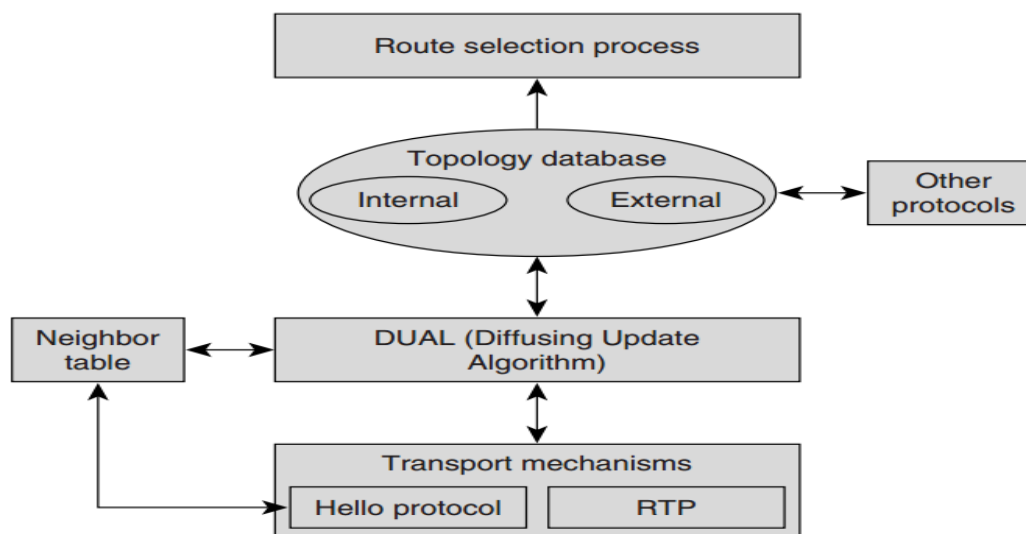 Route selection process
Topology database
Internal
External
Other
protocols
Neighbor
table
DUAL (Diffusing Update
Algorithm)
Transport mechanisms
Hello protocol
RTP